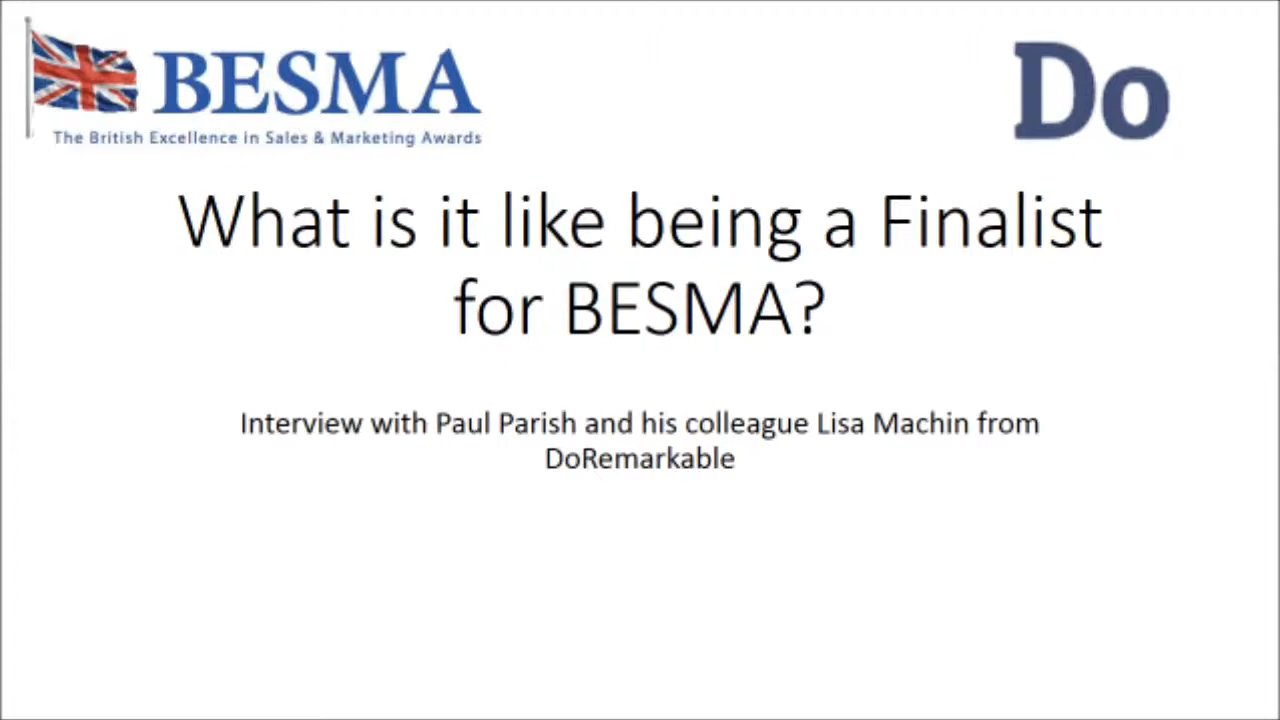 BESMA
The British Excellence in Sales & Marketing Awards
Do
What is it like being a Finalist
for BESMA?
Interview with Paul Parish and his colleague Lisa Machin from
DoRemarkable